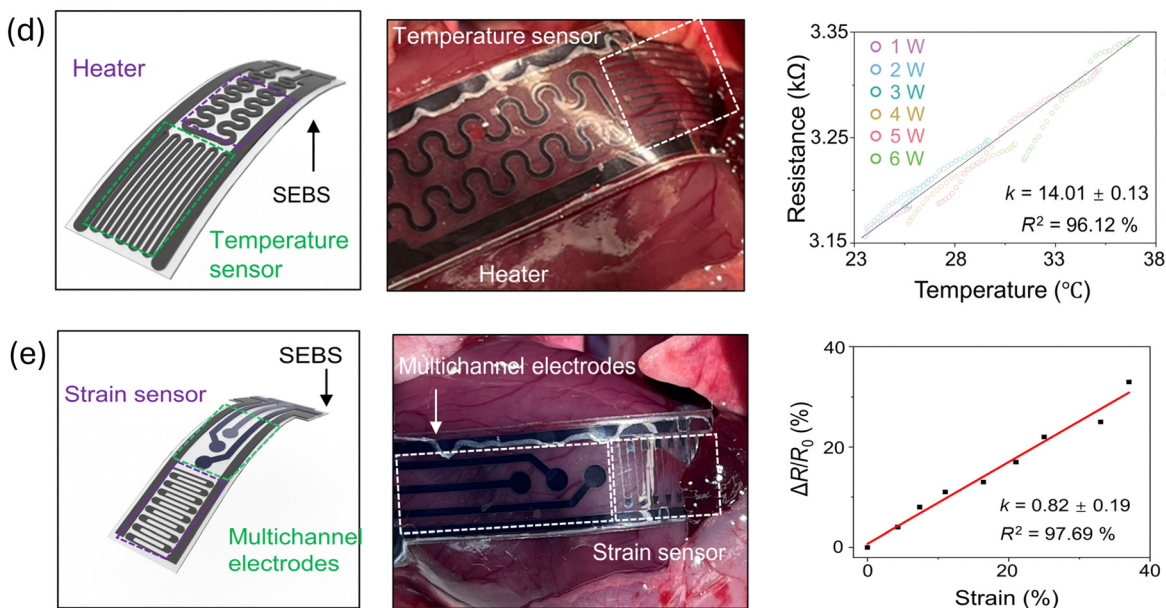 (d)
Heater
SEBS
Temperature
sensor
Temperature sensor
Heater
Resistance (kΩ)
3.35
3.25
3.15
1 W
2 W
3 W
4 W
5 W
6 W
k = 14.01 ± 0.13
R² = 96.12 %
23
28
33
38
Temperature (℃)
(e)
SEBS
Strain sensor
Multichannel
electrodes
Multichannel electrodes
Strain sensor
ΔR/R₀ (%)
40
20
0
k = 0.82 ± 0.19
R² = 97.69 %
0
20
40
Strain (%)